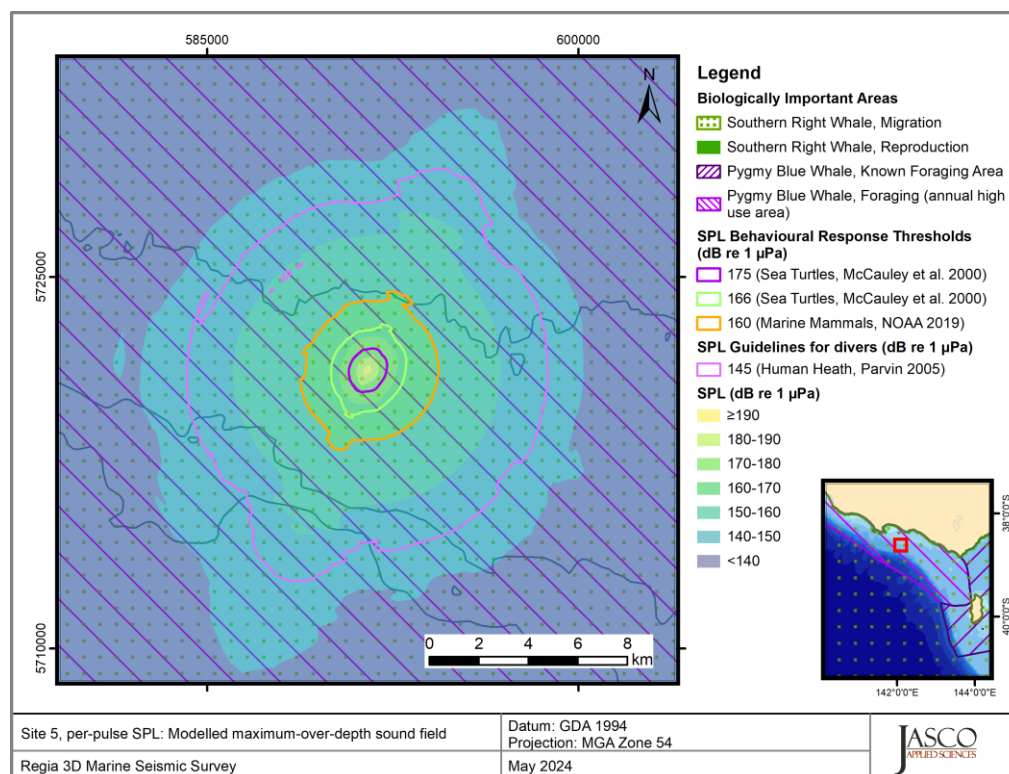 585000
600000
5725000
5710000
N
0 2 4 6 8
km
Legend
Biologically Important Areas
Southern Right Whale, Migration
Southern Right Whale, Reproduction
Pygmy Blue Whale, Known Foraging Area
Pygmy Blue Whale, Foraging (annual high
use area)
SPL Behavioural Response Thresholds
(dB re 1 µPa)
175 (Sea Turtles, McCauley et al. 2000)
166 (Sea Turtles, McCauley et al. 2000)
160 (Marine Mammals, NOAA 2019)
SPL Guidelines for divers (dB re 1 µPa)
145 (Human Heath, Parvin 2005)
SPL (dB re 1 µPa)
≥190
180-190
170-180
160-170
150-160
140-150
<140
38°0'0"S
40°0'0"S
142°0'0"E 144°0'0"E
Site 5, per-pulse SPL: Modelled maximum-over-depth sound field
Datum: GDA 1994
Projection: MGA Zone 54
Regia 3D Marine Seismic Survey
May 2024
JASCO
APPLIED SCIENCES